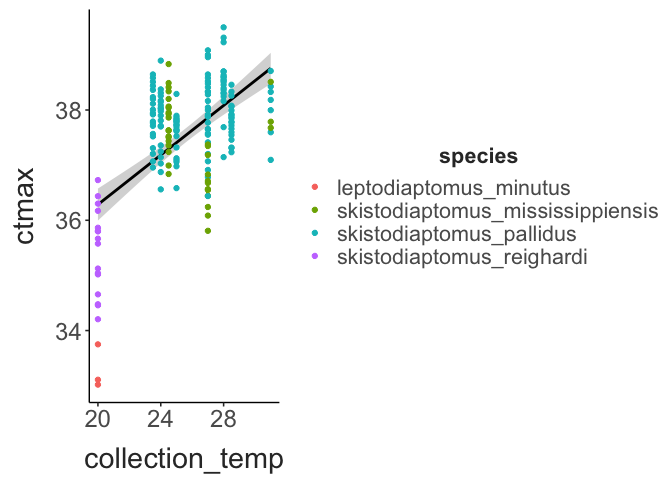 ctmax
38
36
34
20 24 28
collection_temp
species
leptodiaptomus_minutus
skistodiaptomus_mississippiensis
skistodiaptomus_pallidus
skistodiaptomus_reighardi